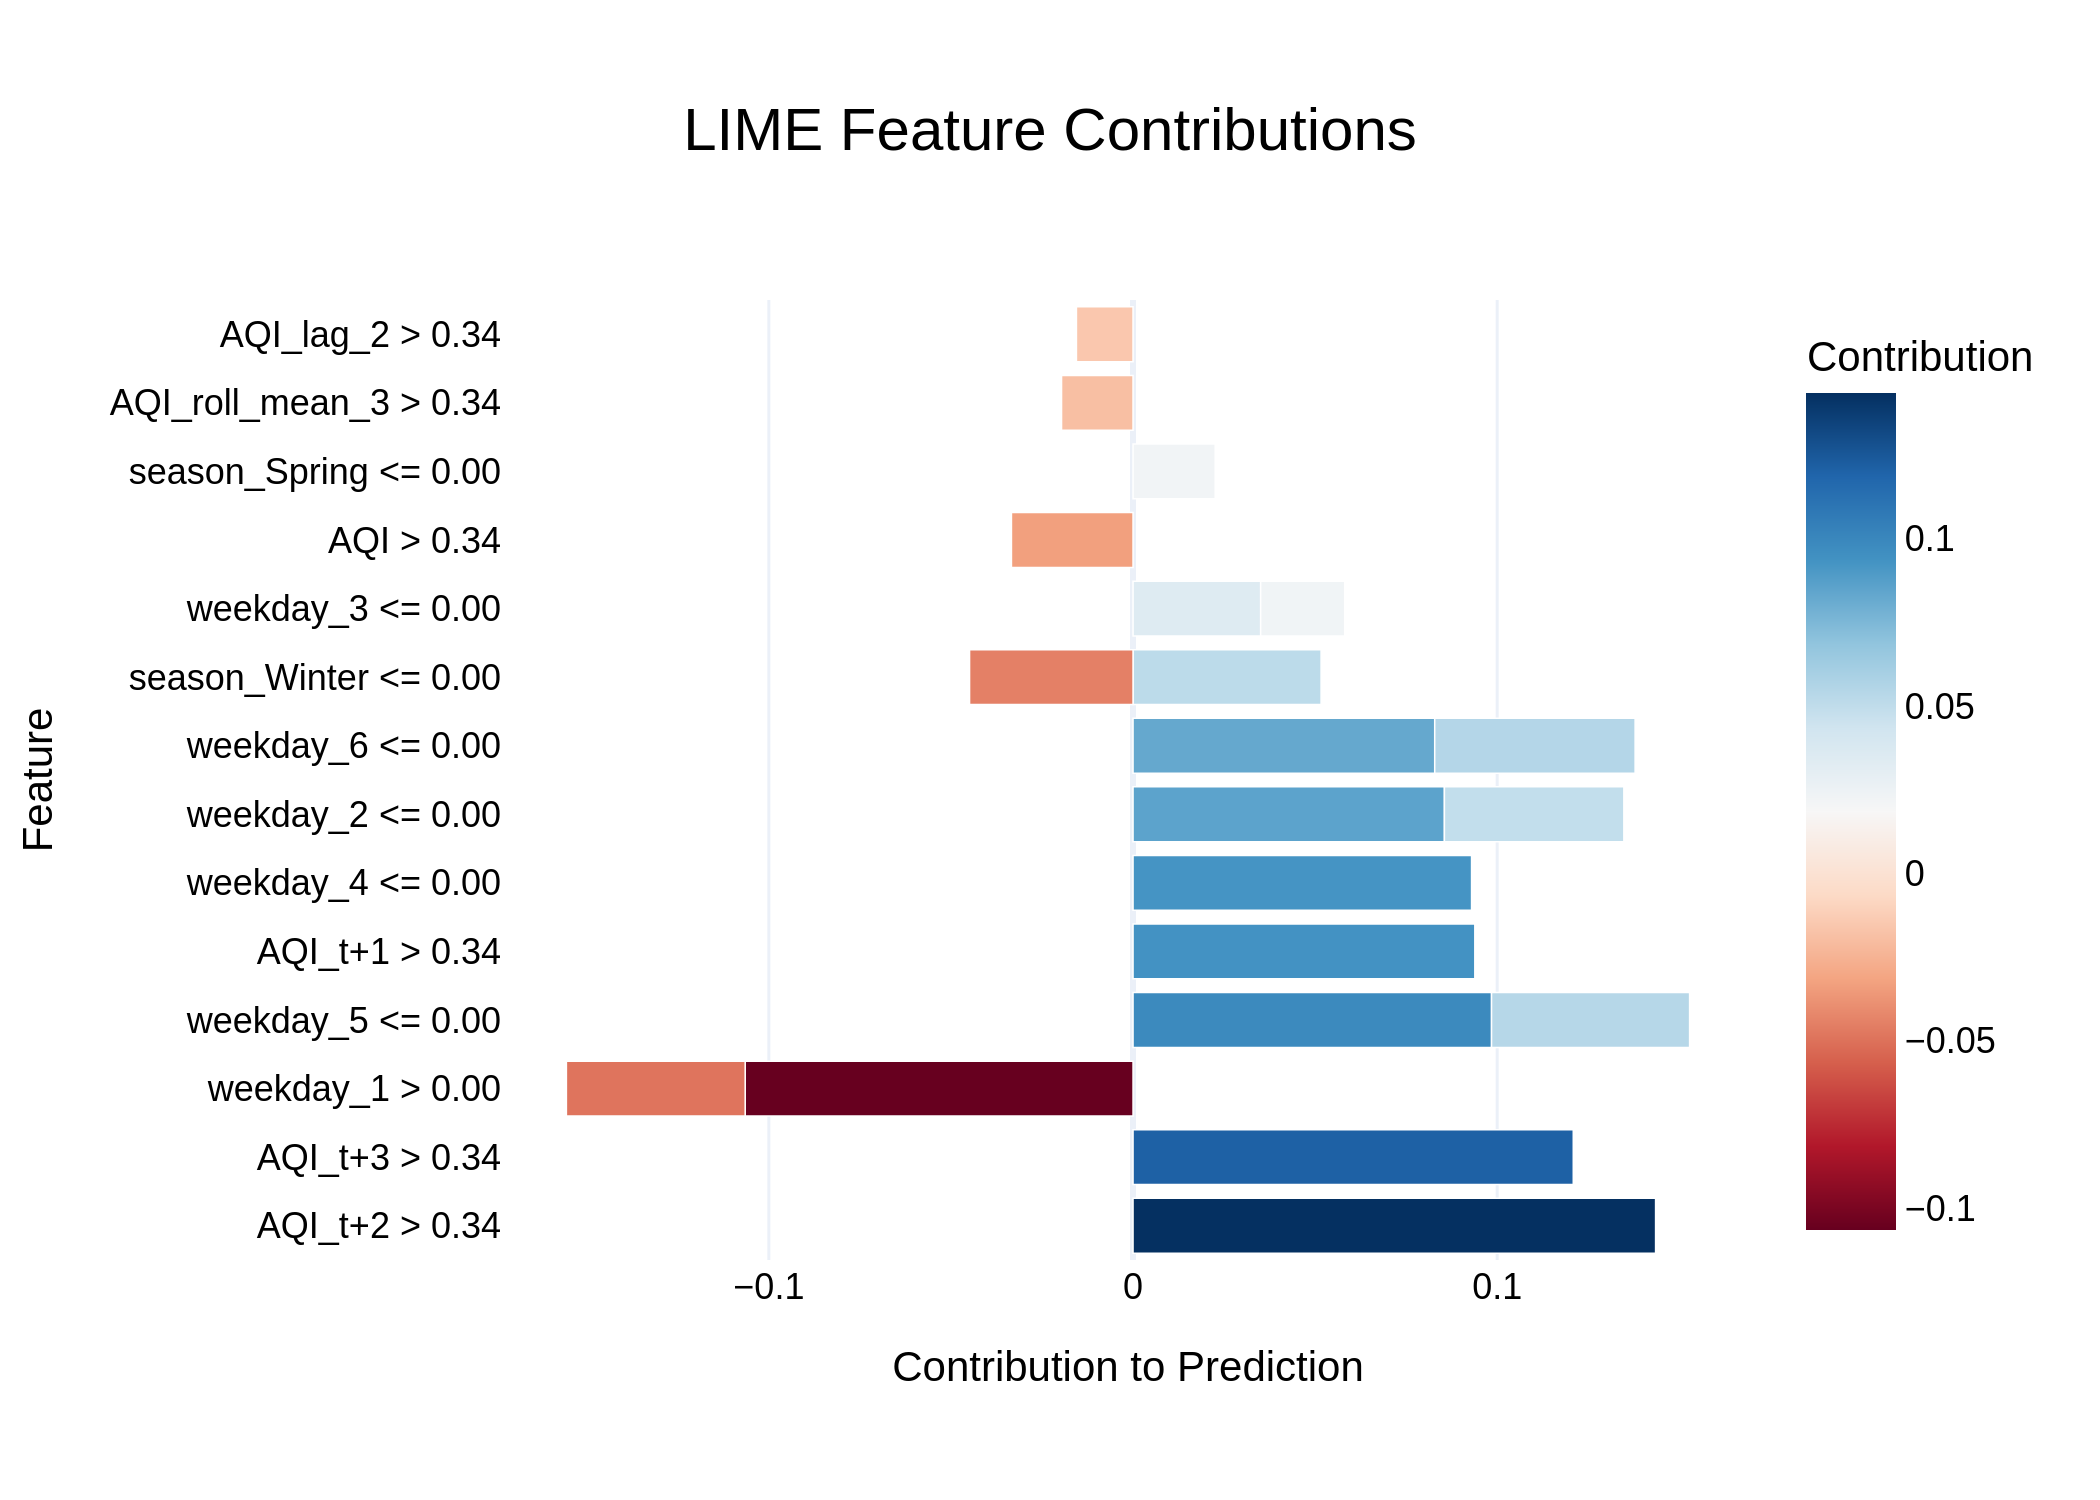 LIME Feature Contributions
AQI_lag_2 > 0.34
AQI_roll_mean_3 > 0.34
season_Spring <= 0.00
AQI > 0.34
weekday_3 <= 0.00
season_Winter <= 0.00
weekday_6 <= 0.00
weekday_2 <= 0.00
weekday_4 <= 0.00
AQI_t+1 > 0.34
weekday_5 <= 0.00
weekday_1 > 0.00
AQI_t+3 > 0.34
AQI_t+2 > 0.34
Feature
−0.1
0
0.1
Contribution to Prediction
Contribution
0.1
0.05
0
−0.05
−0.1